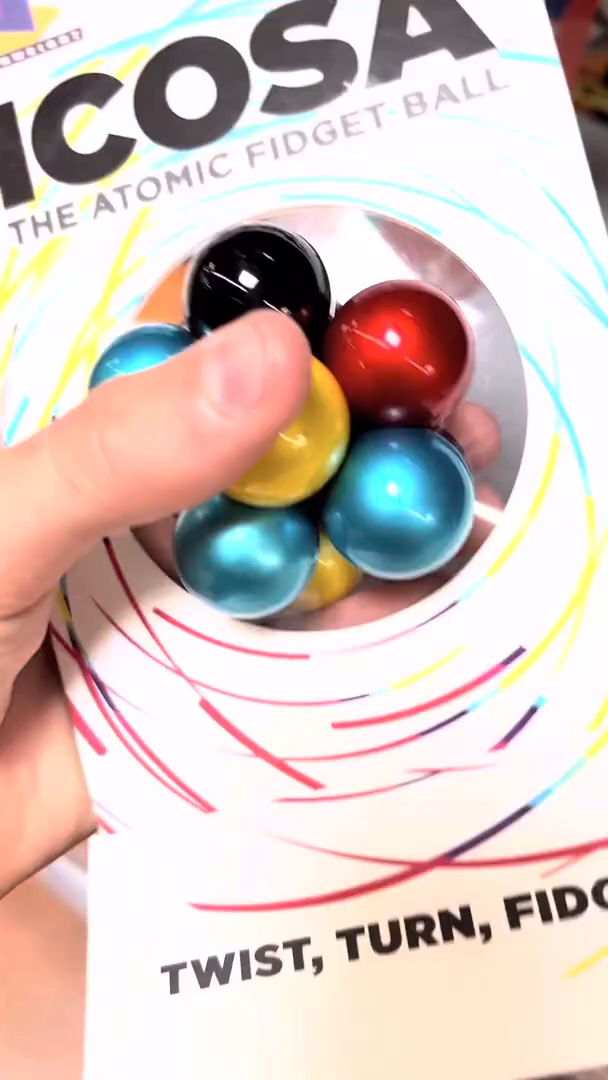 ICOSA
THE ATOMIC FIDGET BALL
TWIST, TURN, FIDG